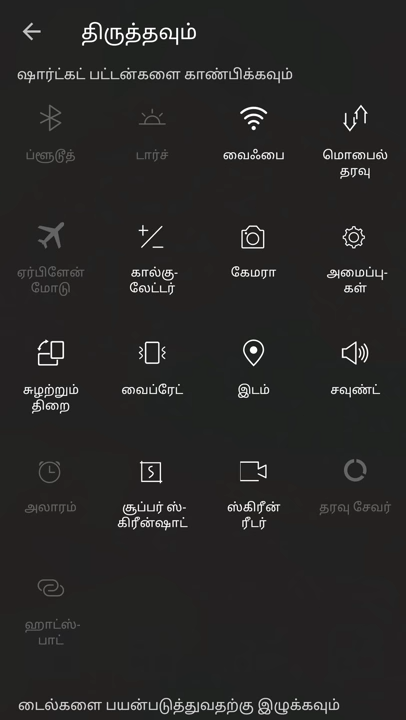 திருத்தவும்
ஷார்ட்கட் பட்டன்களை காண்பிக்கவும்
ப்ளூடூத் டார்ச் வைஃபை மொபைல்
தரவு
ஏர்பிளேன் கால்கு- கேமரா அமைப்பு-
மோடு லேட்டர் கள்
சுழற்றும் வைப்ரேட் இடம் சவுண்ட்
திறை
அலாரம் சூப்பர் ஸ்- ஸ்கிரீன் தரவு சேவர்
கிரீன்ஷாட் ரீடர்
ஹாட்ஸ்-
பாட்
டைல்களை பயன்படுத்துவதற்கு இழுக்கவும்